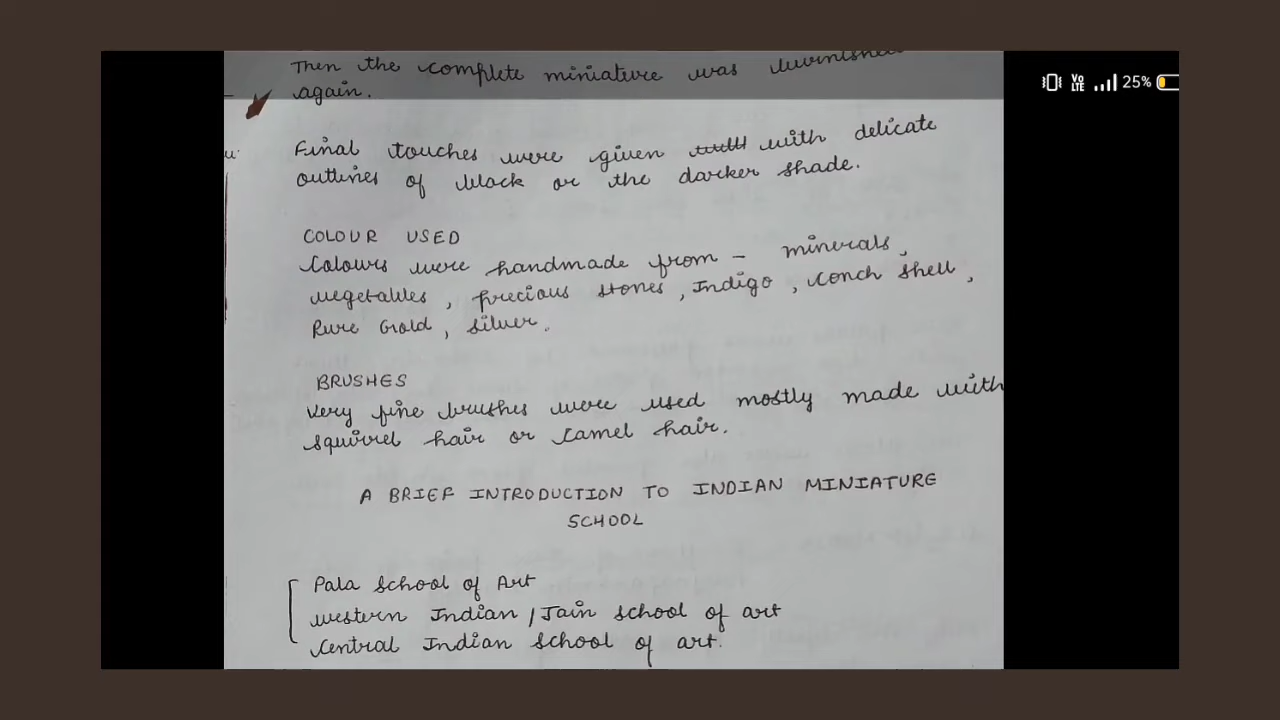 Then the complete miniature was burnished
again.
Final touches were given with delicate
outlines of black or the darker shade.
COLOUR USED
Colours were handmade from - minerals,
vegetables, precious stones, Indigo, conch shell,
Pure Gold, silver.
BRUSHES
Very fine brushes were used mostly made with
squirrel hair or camel hair.
A BRIEF INTRODUCTION TO INDIAN MINIATURE
SCHOOL
Pala School of Art
western Indian / Jain school of art
Central Indian School of art.
Vo
LTE
25%